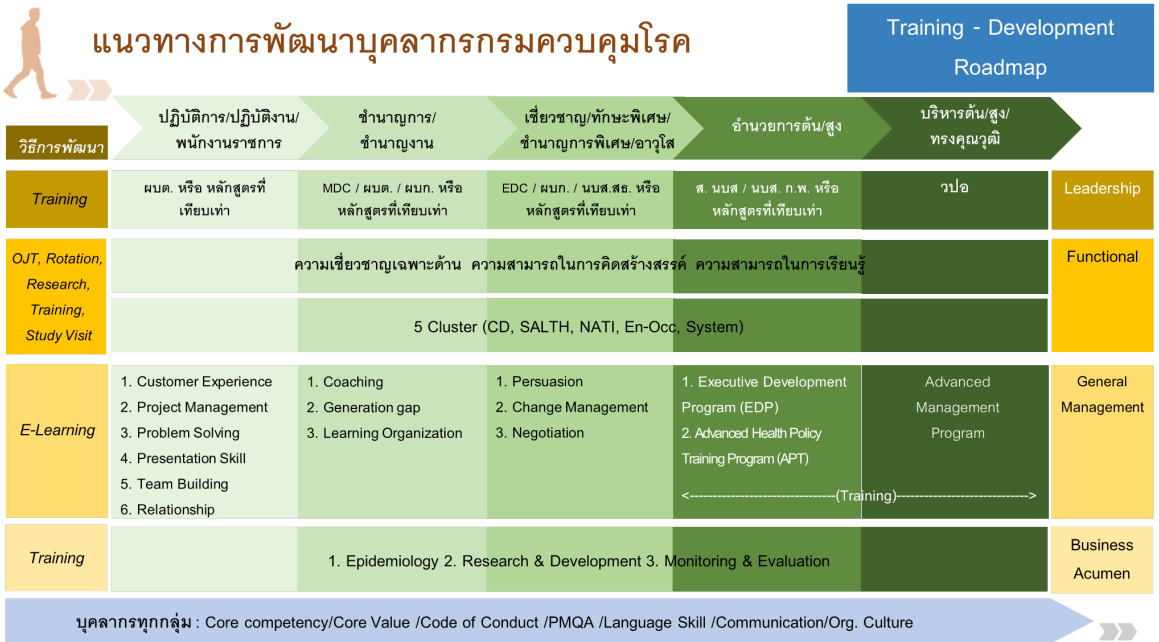 แนวทางการพัฒนาบุคลากรกรมควบคุมโรค
Training - Development
Roadmap
วิธีการพัฒนา
ปฏิบัติการ/ปฏิบัติงาน/
พนักงานราชการ
ชำนาญการ/
ชำนาญงาน
เชี่ยวชาญ/ทักษะพิเศษ/
ชำนาญการพิเศษ/อาวุโส
อำนวยการต้น/สูง
บริหารต้น/สูง/
ทรงคุณวุฒิ
Training
ผบต. หรือ หลักสูตรที่
เทียบเท่า
MDC / ผบต. / ผบก. หรือ
หลักสูตรที่เทียบเท่า
EDC / ผบก. / นบส.สธ. หรือ
หลักสูตรที่เทียบเท่า
ส. นบส / นบส. ก.พ. หรือ
หลักสูตรที่เทียบเท่า
วปอ
Leadership
OJT, Rotation,
Research,
Training,
Study Visit
ความเชี่ยวชาญเฉพาะด้าน ความสามารถในการคิดสร้างสรรค์ ความสามารถในการเรียนรู้
5 Cluster (CD, SALTH, NATI, En-Occ, System)
Functional
E-Learning
1. Customer Experience
2. Project Management
3. Problem Solving
4. Presentation Skill
5. Team Building
6. Relationship
1. Coaching
2. Generation gap
3. Learning Organization
1. Persuasion
2. Change Management
3. Negotiation
1. Executive Development
Program (EDP)
2. Advanced Health Policy
Training Program (APT)
Advanced
Management
Program
<--------------------------------(Training)----------------------------->
General
Management
Training
1. Epidemiology 2. Research & Development 3. Monitoring & Evaluation
Business
Acumen
บุคลากรทุกกลุ่ม : Core competency/Core Value /Code of Conduct /PMQA /Language Skill /Communication/Org. Culture